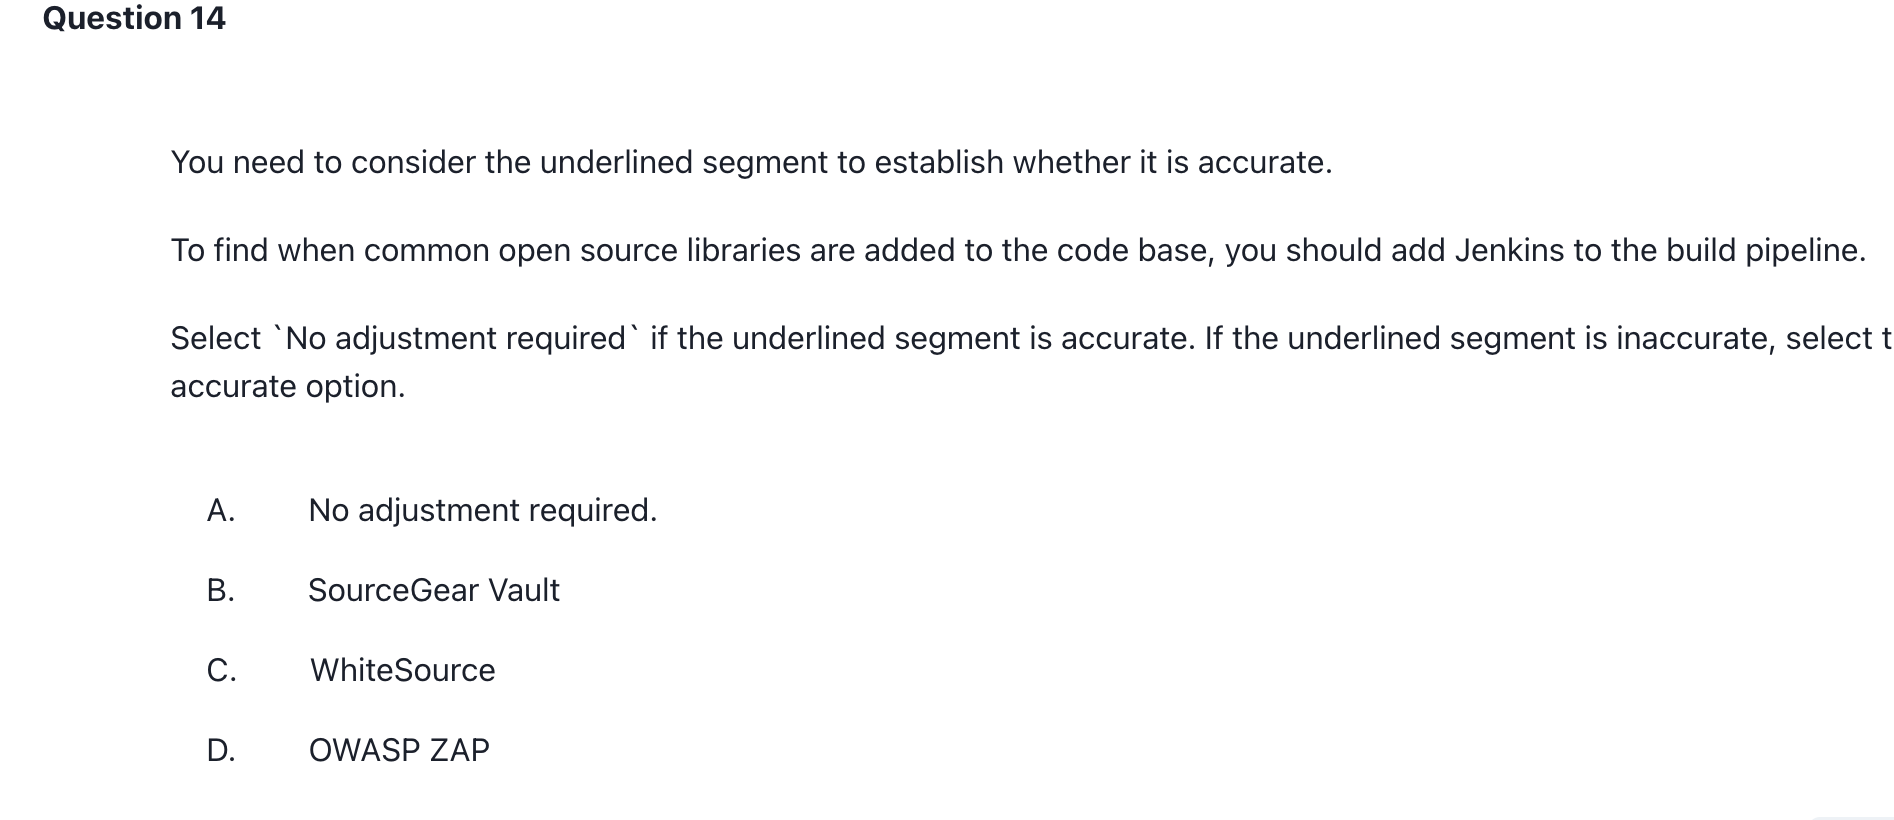 Question 14
You need to consider the underlined segment to establish whether it is accurate.
To find when common open source libraries are added to the code base, you should add Jenkins to the build pipeline.
Select `No adjustment required` if the underlined segment is accurate. If the underlined segment is inaccurate, select t
accurate option.
A. No adjustment required.
B. SourceGear Vault
C. WhiteSource
D. OWASP ZAP